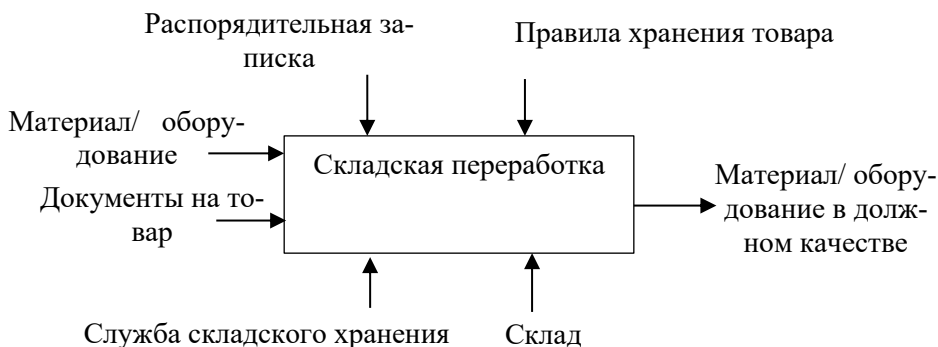 Распорядительная за-
писка
Правила хранения товара
Материал/ обору-
дование
Складская переработка
Документы на то-
вар
Материал/ обору-
дование в долж-
ном качестве
Служба складского хранения
Склад